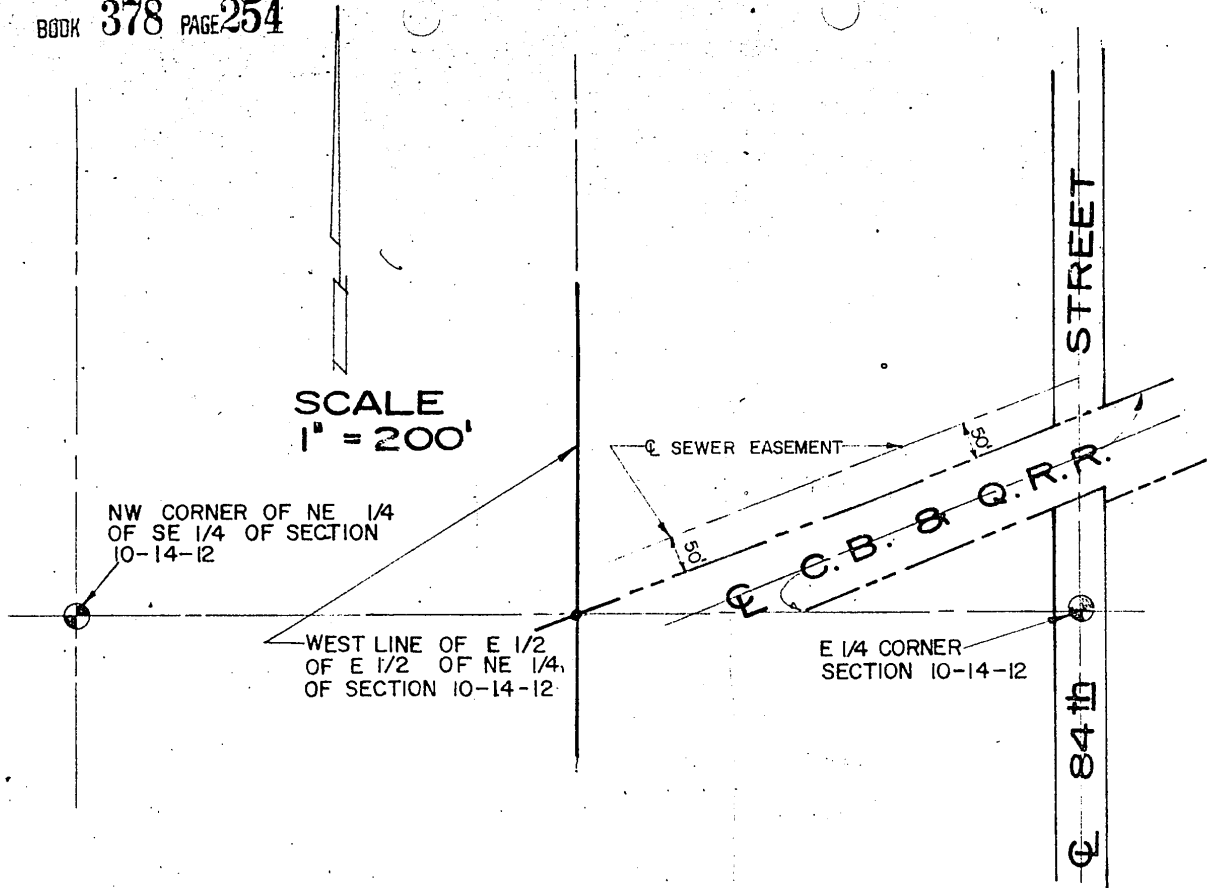 BOOK 378 PAGE 254
SCALE
1" = 200'
NW CORNER OF NE 1/4
OF SE 1/4 OF SECTION
10-14-12
WEST LINE OF E 1/2
OF E 1/2 OF NE 1/4
OF SECTION 10-14-12
℄ SEWER EASEMENT
50'
50'
℄ C. B. & Q. R. R.
E 1/4 CORNER
SECTION 10-14-12
℄ 84th STREET